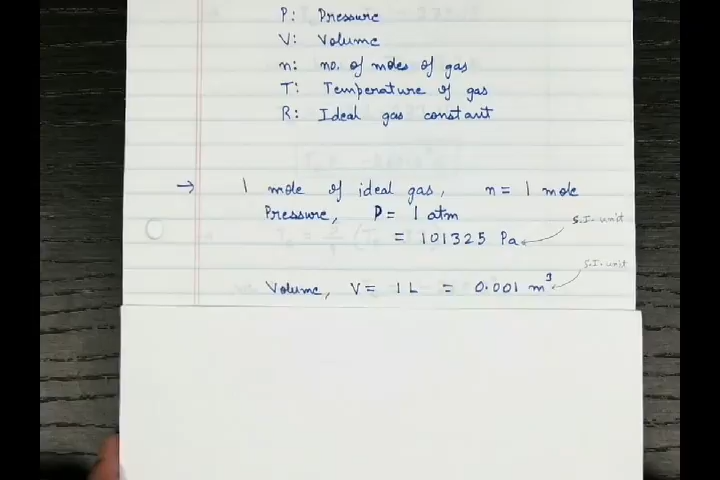 P: Pressure
V: Volume
n: no. of moles of gas
T: Temperature of gas
R: Ideal gas constant
→ 1 mole of ideal gas, n = 1 mole
Pressure, P = 1 atm
S.I. unit
= 101325 Pa
S.I. unit
Volume, V = 1 L = 0.001 m³